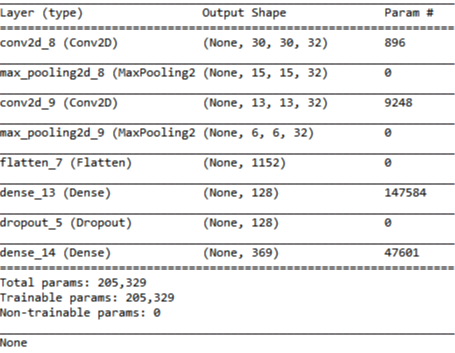 Layer (type) Output Shape Param #
conv2d_8 (Conv2D) (None, 30, 30, 32) 896
max_pooling2d_8 (MaxPooling2 (None, 15, 15, 32) 0
conv2d_9 (Conv2D) (None, 13, 13, 32) 9248
max_pooling2d_9 (MaxPooling2 (None, 6, 6, 32) 0
flatten_7 (Flatten) (None, 1152) 0
dense_13 (Dense) (None, 128) 147584
dropout_5 (Dropout) (None, 128) 0
dense_14 (Dense) (None, 369) 47601
Total params: 205,329
Trainable params: 205,329
Non-trainable params: 0
None